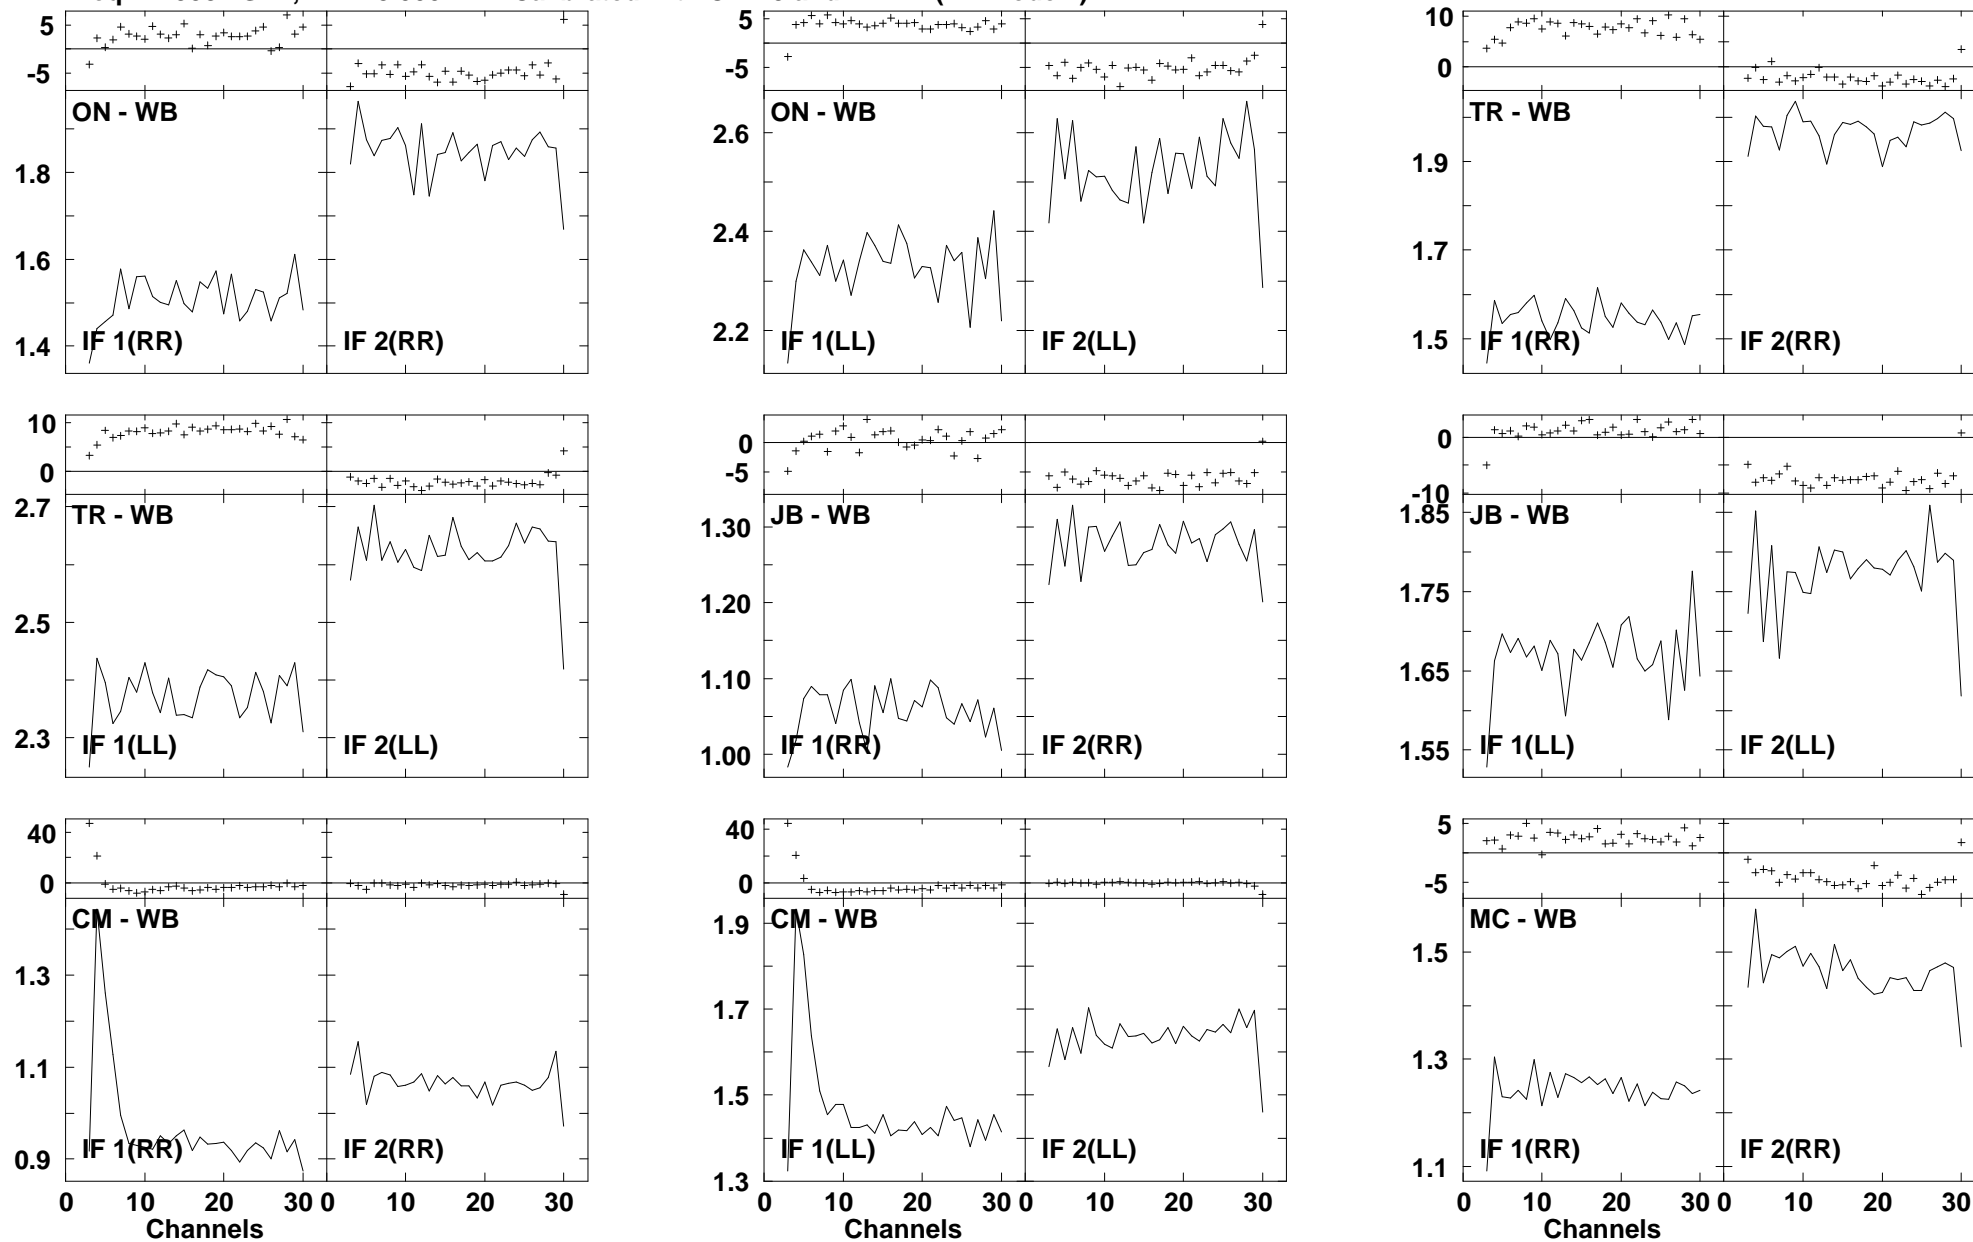 5
-5
ON - WB
1.8
1.6
1.4
IF 1(RR)
IF 2(RR)
5
-5
ON - WB
2.6
2.4
2.2
IF 1(LL)
IF 2(LL)
10
0
TR - WB
1.9
1.7
1.5
IF 1(RR)
IF 2(RR)
10
0
2.7
TR - WB
2.5
2.3
IF 1(LL)
IF 2(LL)
0
-5
JB - WB
1.30
1.20
1.10
1.00
IF 1(RR)
IF 2(RR)
0
-10
1.85
JB - WB
1.75
1.65
1.55
IF 1(LL)
IF 2(LL)
40
0
CM - WB
1.3
1.1
0.9
IF 1(RR)
IF 2(RR)
0 10 20 30 0 10 20 30
Channels
40
0
CM - WB
1.9
1.7
1.5
1.3
IF 1(LL)
IF 2(LL)
0 10 20 30 0 10 20 30
Channels
5
-5
MC - WB
1.5
1.3
1.1
IF 1(RR)
IF 2(RR)
0 10 20 30 0 10 20 30
Channels